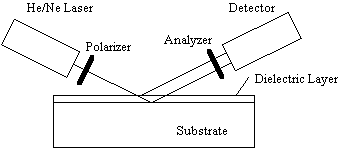 He/Ne Laser
Detector
Polarizer
Analyzer
Dielectric Layer
Substrate